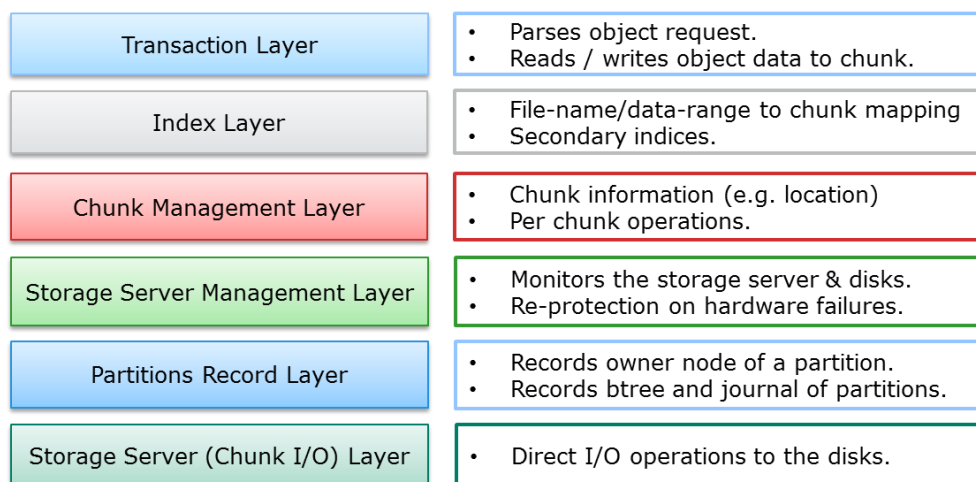 Transaction Layer
• Parses object request.
• Reads / writes object data to chunk.
Index Layer
• File-name/data-range to chunk mapping
• Secondary indices.
Chunk Management Layer
• Chunk information (e.g. location)
• Per chunk operations.
Storage Server Management Layer
• Monitors the storage server & disks.
• Re-protection on hardware failures.
Partitions Record Layer
• Records owner node of a partition.
• Records btree and journal of partitions.
Storage Server (Chunk I/O) Layer
• Direct I/O operations to the disks.